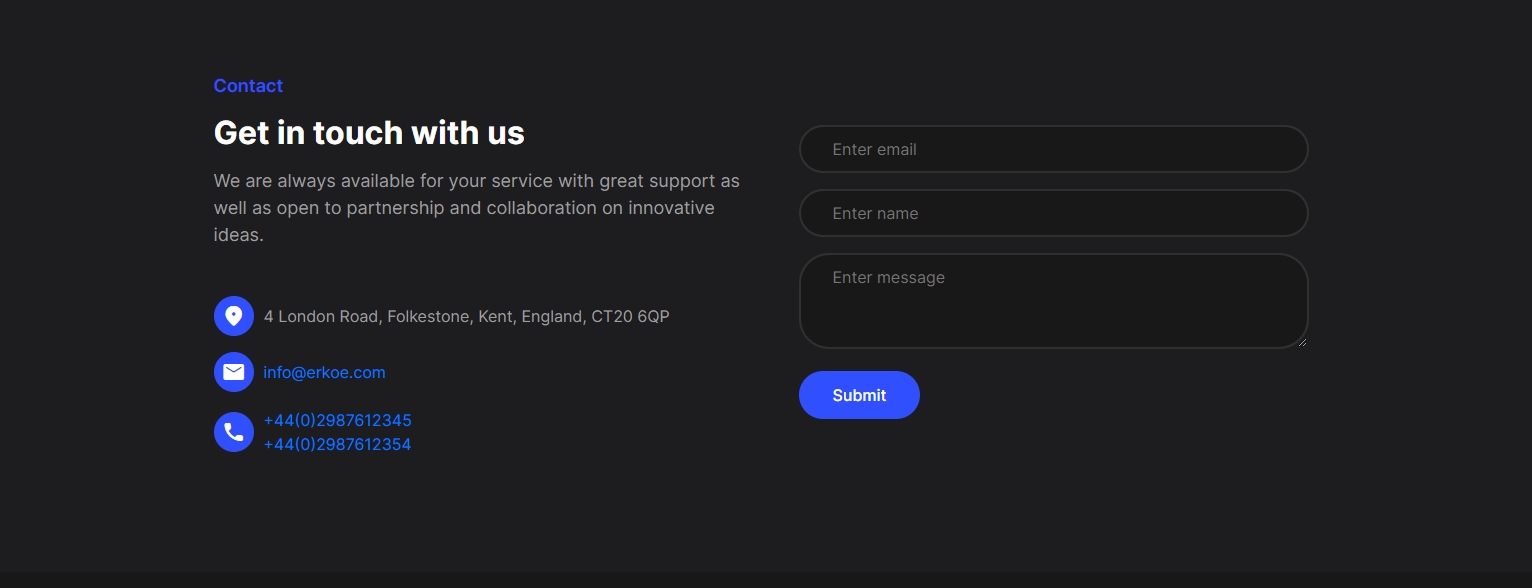 Contact
Get in touch with us
We are always available for your service with great support as
well as open to partnership and collaboration on innovative
ideas.
4 London Road, Folkestone, Kent, England, CT20 6QP
info@erkoe.com
+44(0)2987612345
+44(0)2987612354
Enter email
Enter name
Enter message
Submit